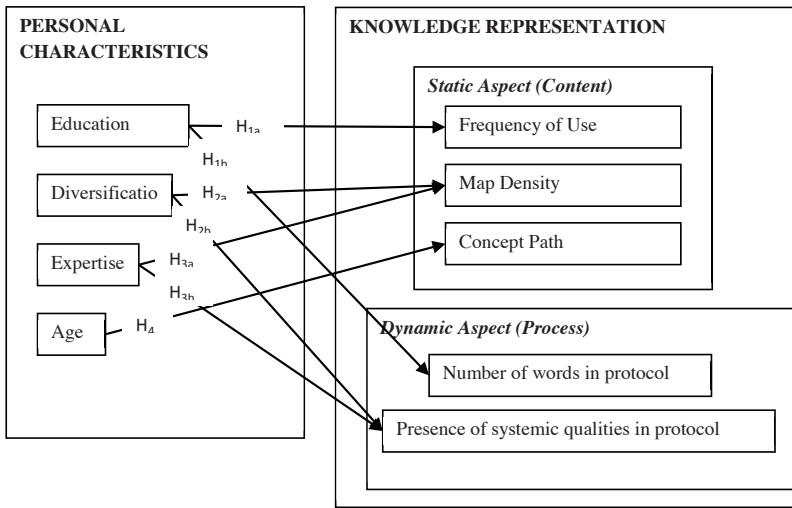 PERSONAL
CHARACTERISTICS
Education
Diversificatio
Expertise
Age
H1a
H1b
H2a
H2b
H3a
H3b
H4
KNOWLEDGE REPRESENTATION
Static Aspect (Content)
Frequency of Use
Map Density
Concept Path
Dynamic Aspect (Process)
Number of words in protocol
Presence of systemic qualities in protocol